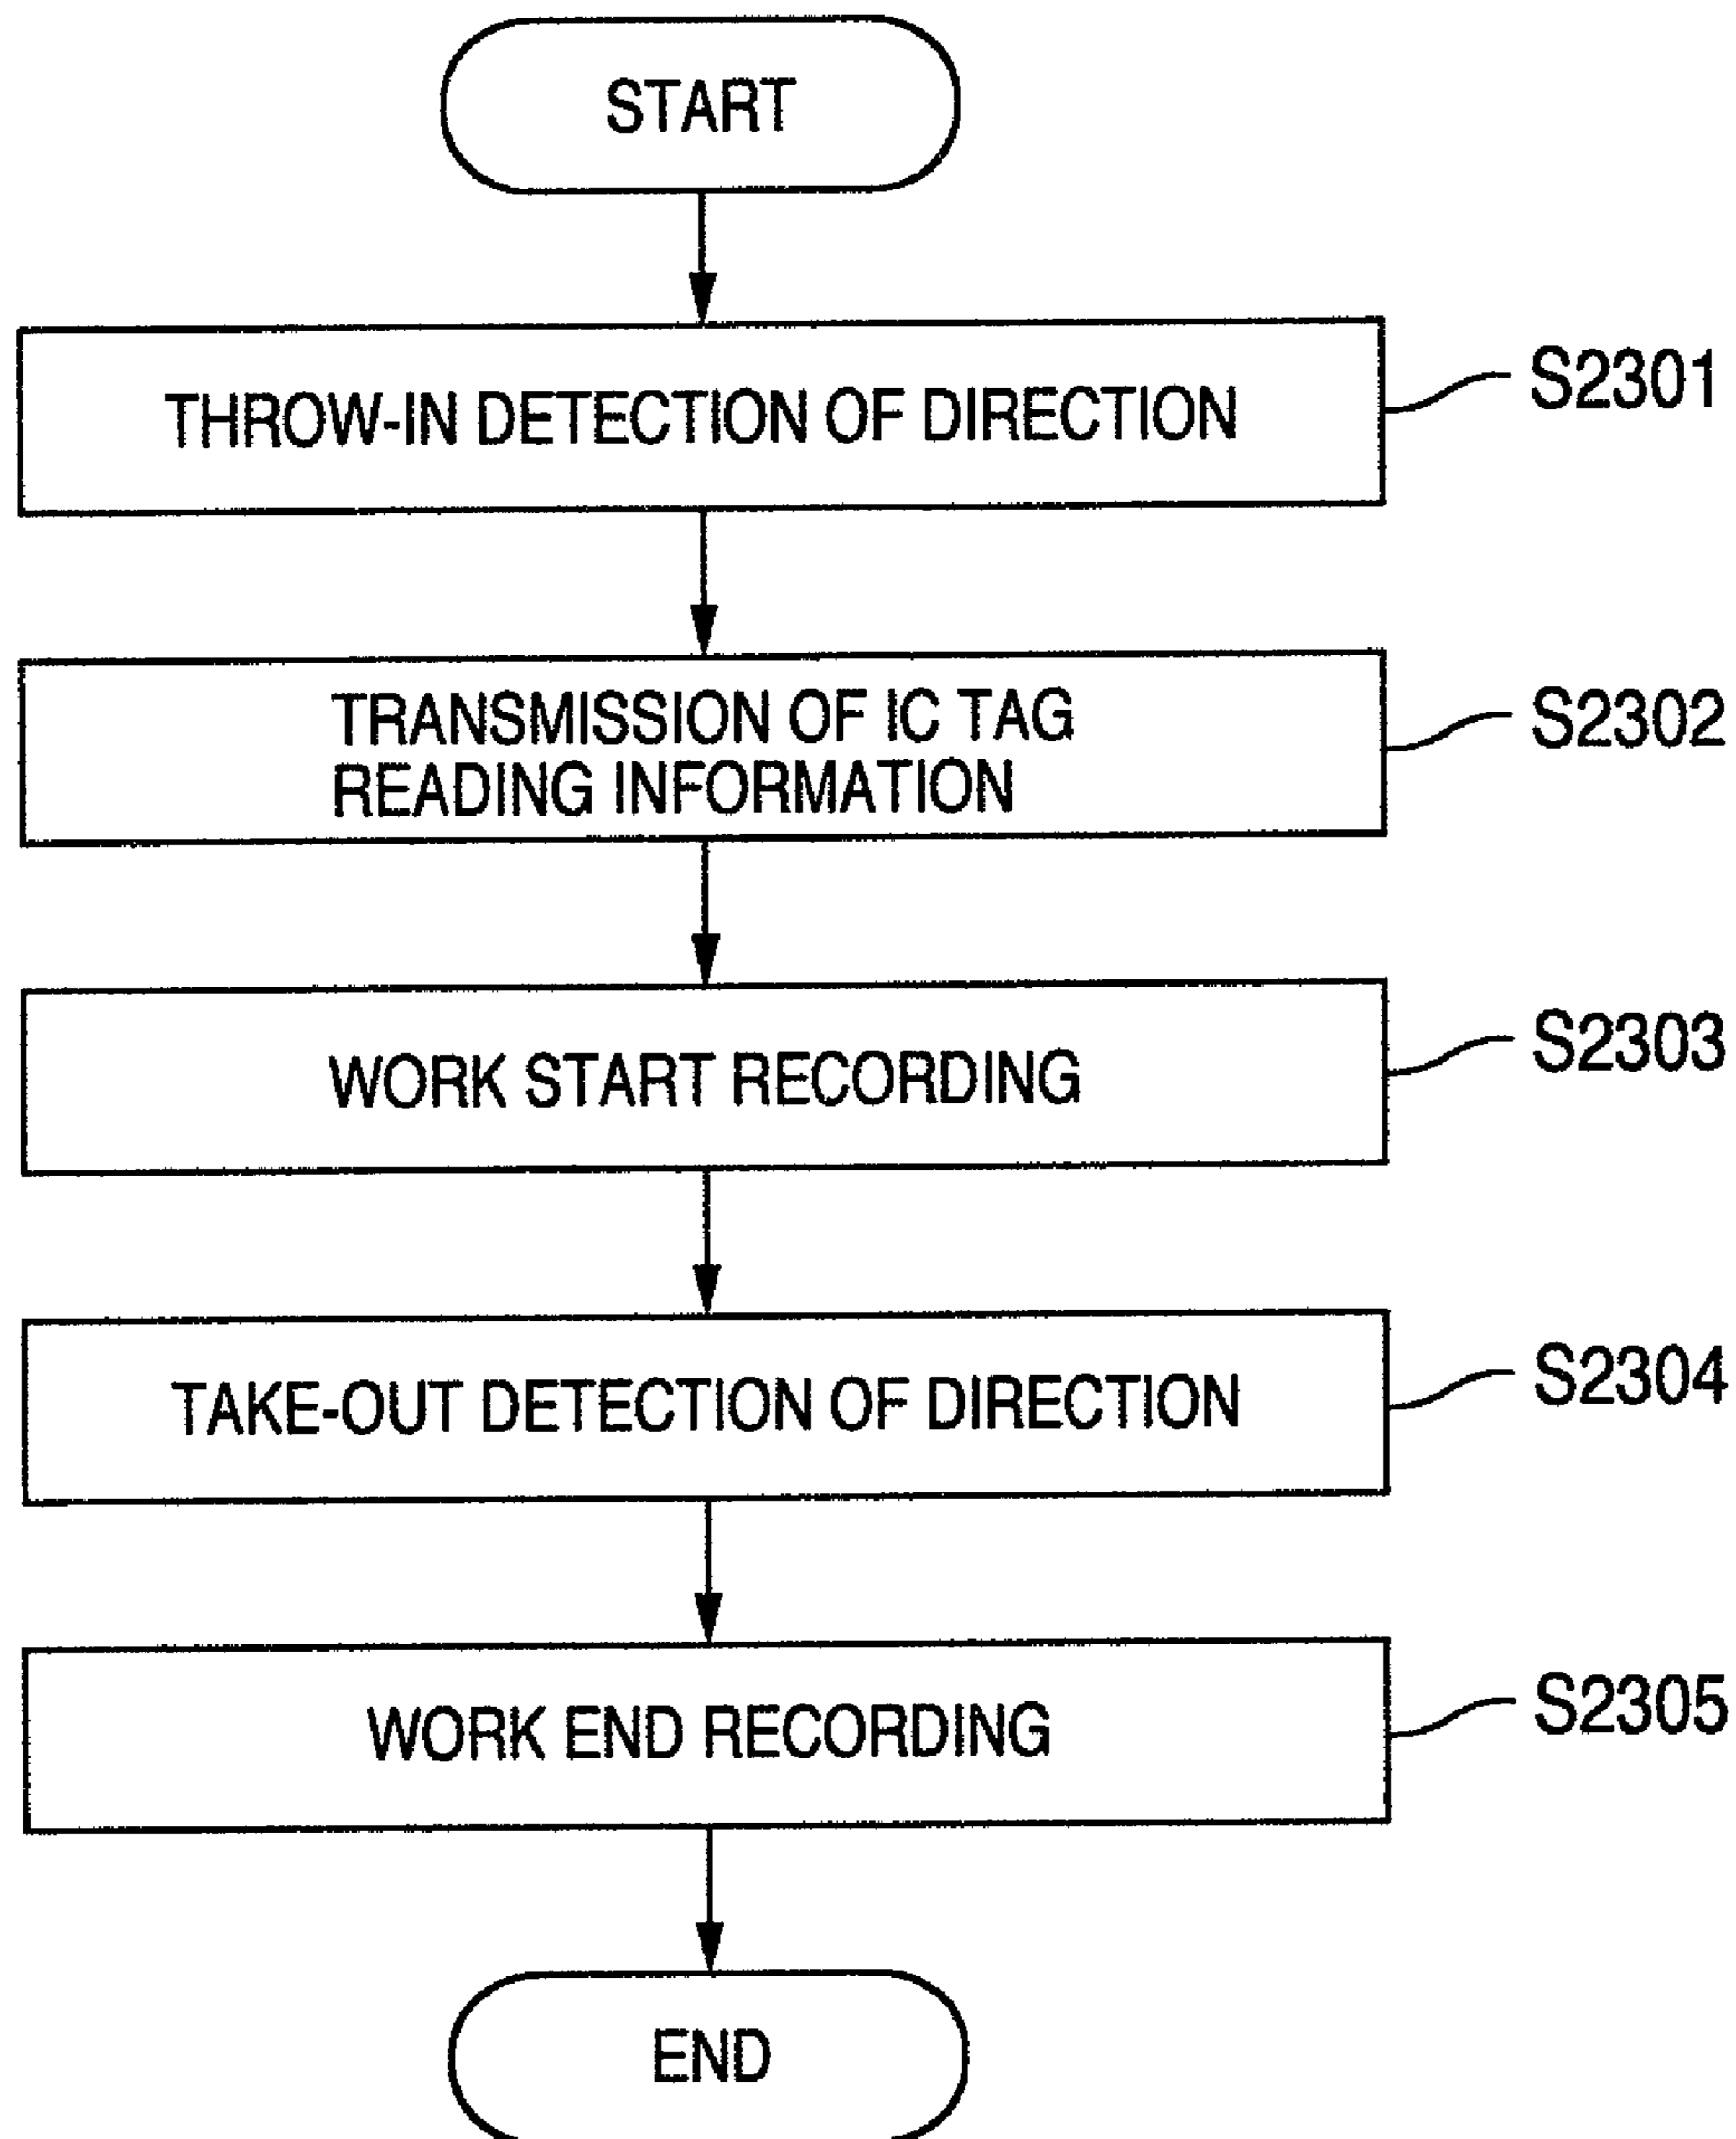 START
THROW-IN DETECTION OF DIRECTION
S2301
TRANSMISSION OF IC TAG
READING INFORMATION
S2302
WORK START RECORDING
S2303
TAKE-OUT DETECTION OF DIRECTION
S2304
WORK END RECORDING
S2305
END